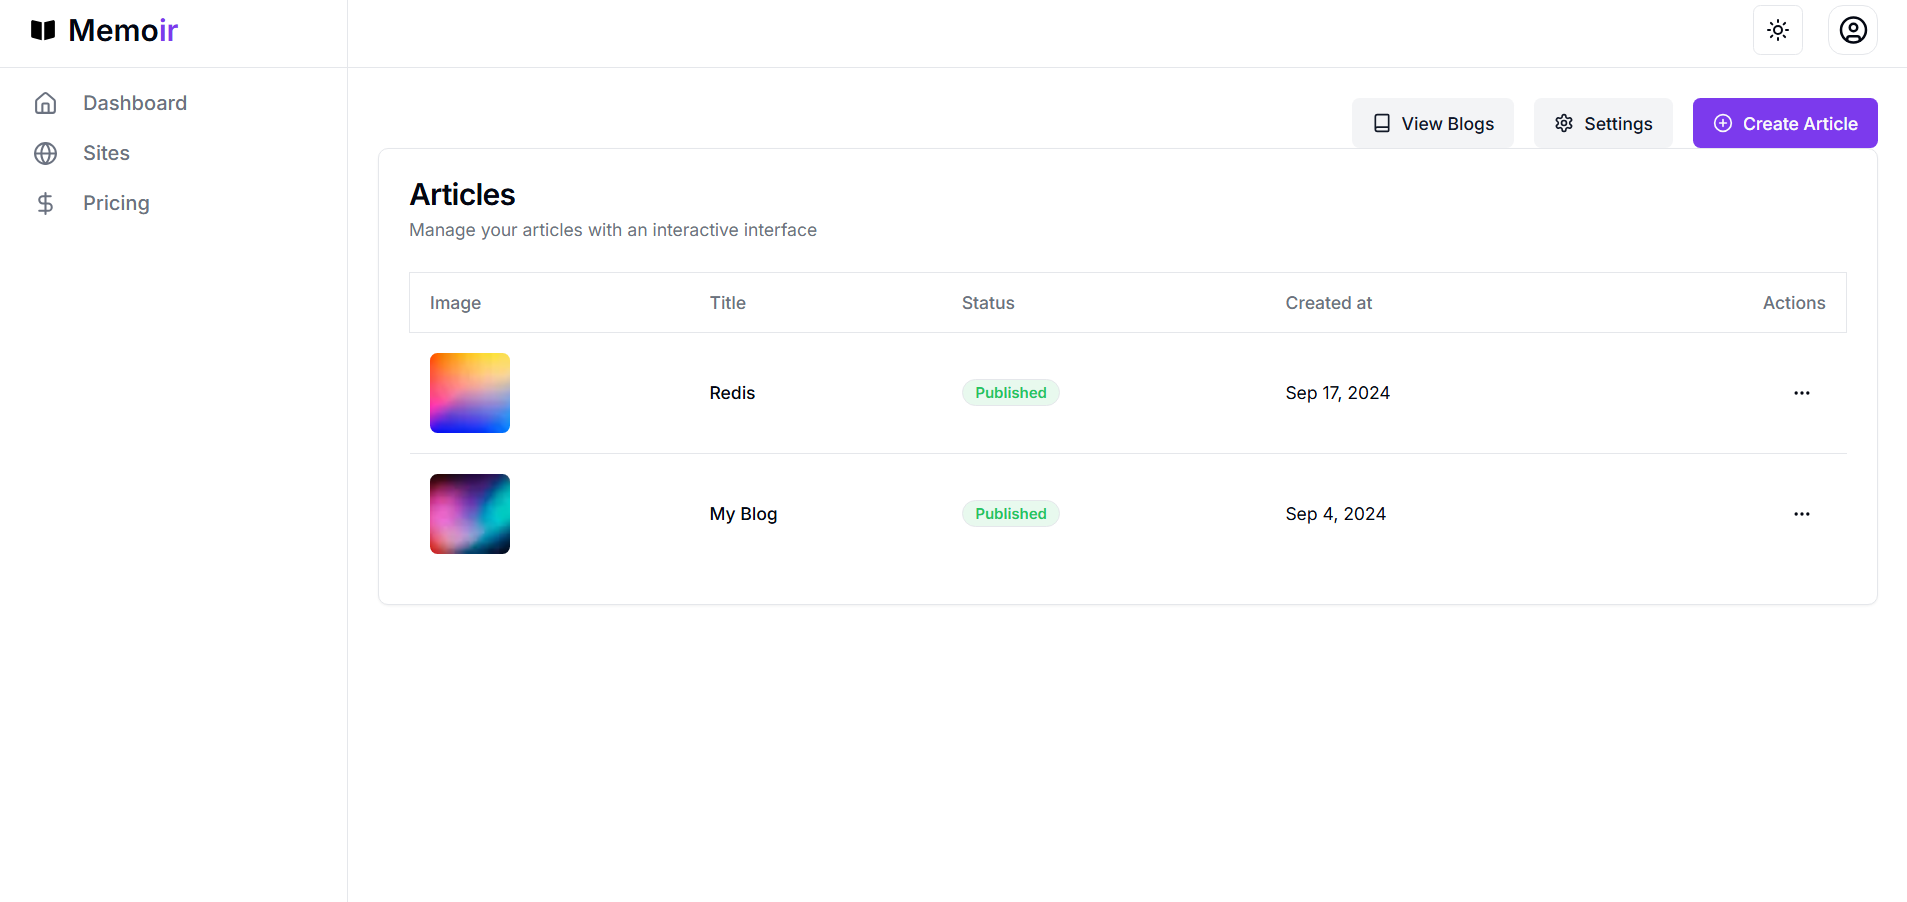 Memoir
Dashboard
Sites
Pricing
View Blogs
Settings
Create Article
Articles
Manage your articles with an interactive interface
Image Title Status Created at Actions
Redis Published Sep 17, 2024
My Blog Published Sep 4, 2024